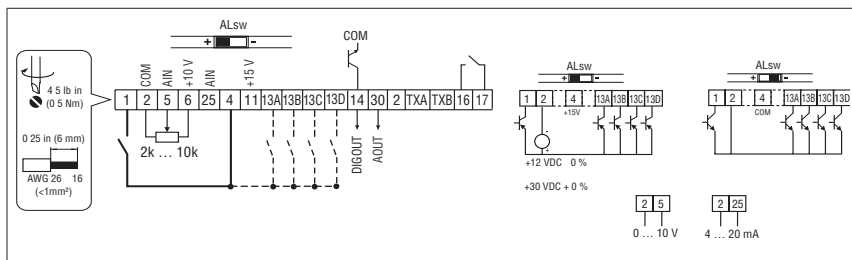 ALsw
+ -
COM
4 5 lb in
(0 5 Nm)
0 25 in (6 mm)
AWG 26 16
(<1mm²)
COM
AIN
+10 V
AIN
+15 V
1 2 5 6 25 4 11 13A 13B 13C 13D 14 30 2 TXA TXB 16 17
2k ... 10k
DIGOUT
AOUT
ALsw
+ -
1 2 4 13A 13B 13C 13D
+15V
+12 VDC 0 %
+30 VDC + 0 %
ALsw
+ -
1 2 4 13A 13B 13C 13D
COM
2 5
0 ... 10 V
2 25
4 ... 20 mA